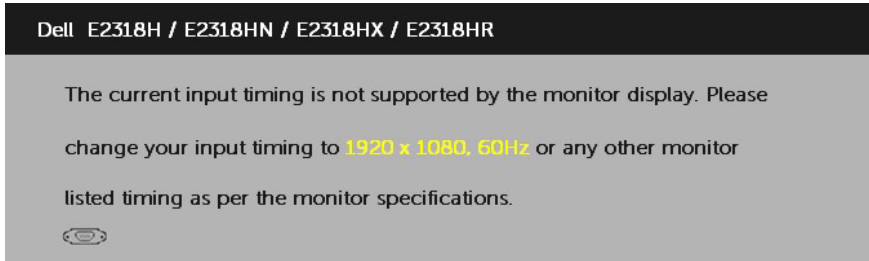 Dell E2318H / E2318HN / E2318HX / E2318HR
The current input timing is not supported by the monitor display. Please
change your input timing to 1920 x 1080, 60Hz or any other monitor
listed timing as per the monitor specifications.